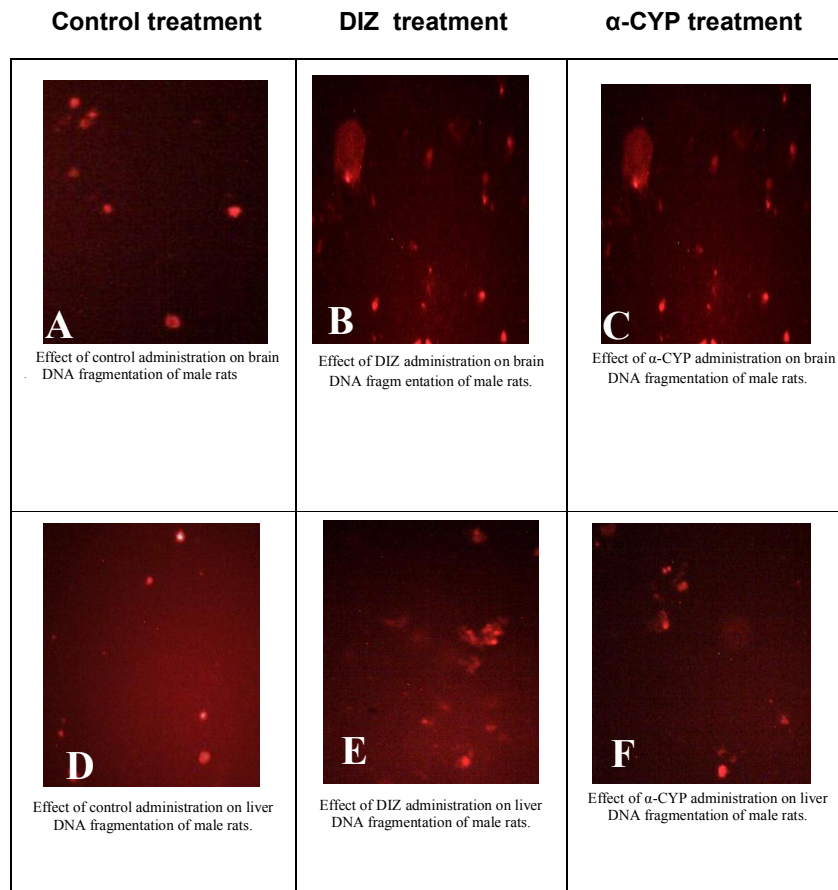 Control treatment DIZ treatment α-CYP treatment
A
B
C
Effect of control administration on brain
. DNA fragmentation of male rats
Effect of DIZ administration on brain
DNA fragm entation of male rats.
Effect of α-CYP administration on brain
DNA fragmentation of male rats.
D
E
F
Effect of control administration on liver
DNA fragmentation of male rats.
Effect of DIZ administration on liver
DNA fragmentation of male rats.
Effect of α-CYP administration on liver
DNA fragmentation of male rats.